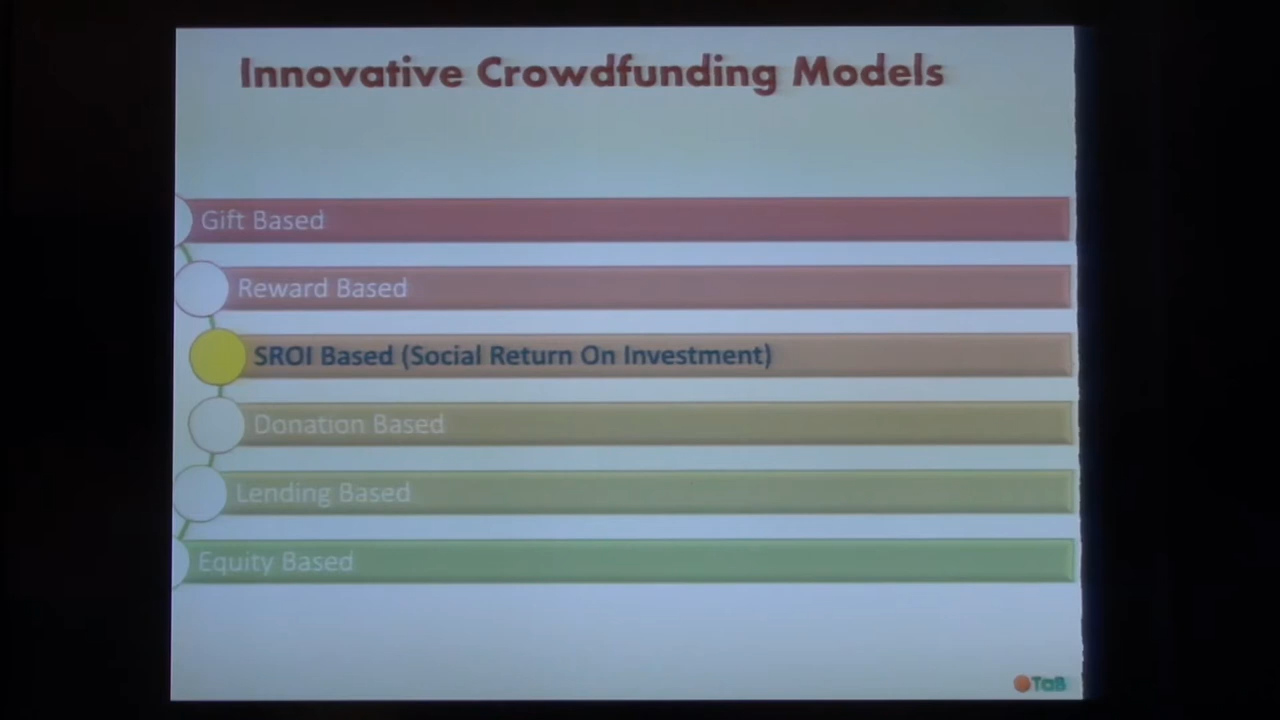 Innovative Crowdfunding Models
Gift Based
Reward Based
SROI Based (Social Return On Investment)
Donation Based
Lending Based
Equity Based
TaB